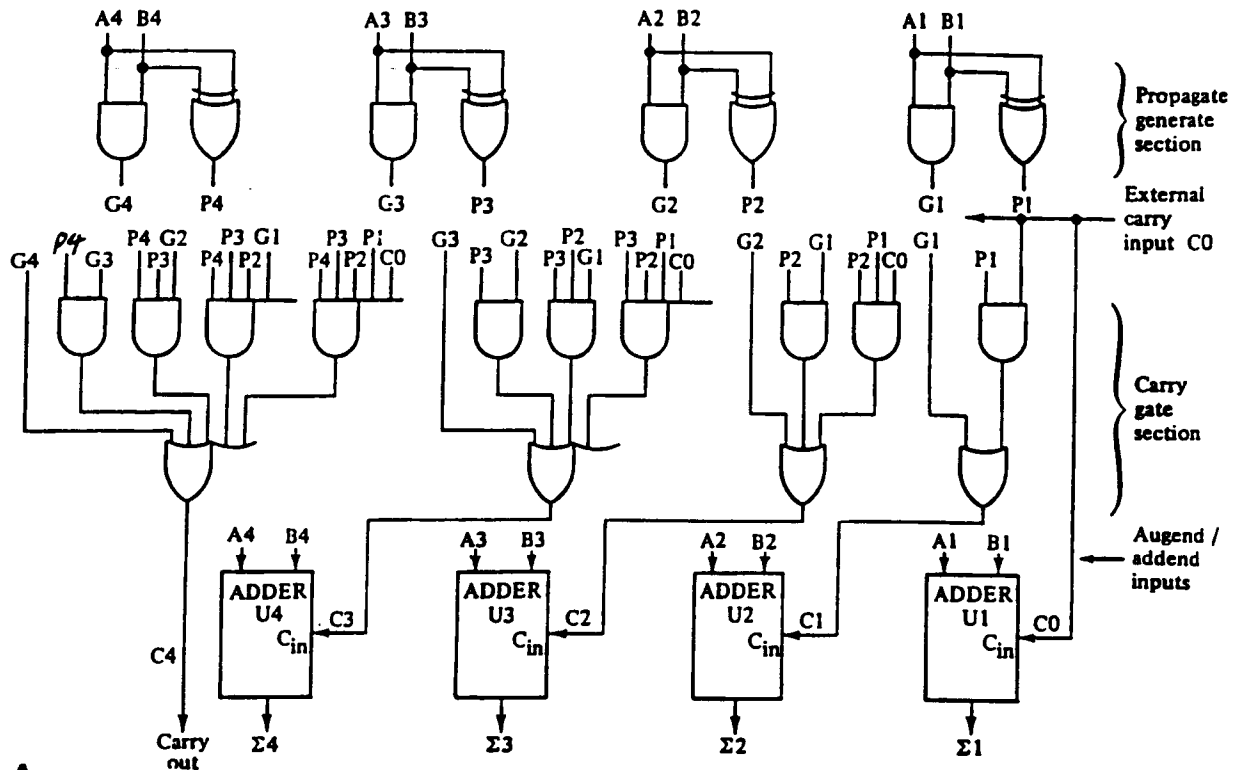 A4 B4 A3 B3 A2 B2 A1 B1
Propagate
generate
section
G4 P4 G3 P3 G2 P2 G1 P1
External
carry
input C0
G4 P4 G3 P4 P3 G2 P4 P3 P2 G1 P4 P3 P2 P1 C0
G3 P3 G2 P3 P2 G1 P3 P2 P1 C0
G2 P2 G1 P2 P1 C0
G1 P1
Carry
gate
section
A4 B4 A3 B3 A2 B2 A1 B1
Augend /
addend
inputs
ADDER
U4
Cin
C3
ADDER
U3
Cin
C2
ADDER
U2
Cin
C1
ADDER
U1
Cin
C0
C4
Carry
out
Σ4 Σ3 Σ2 Σ1
A